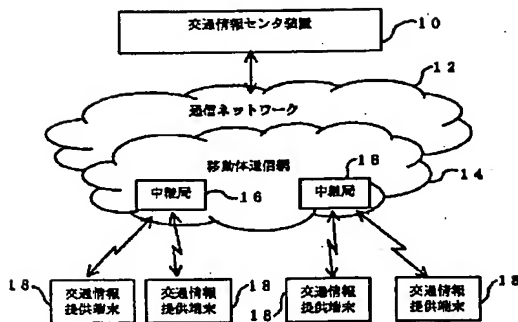 交通情報センタ装置
１０
１２
通信ネットワーク
移動体通信網
１４
中継局
１６
中継局
１８
交通情報
提供端末
１８
交通情報
提供端末
１８
交通情報
提供端末
１８
交通情報
提供端末
１８